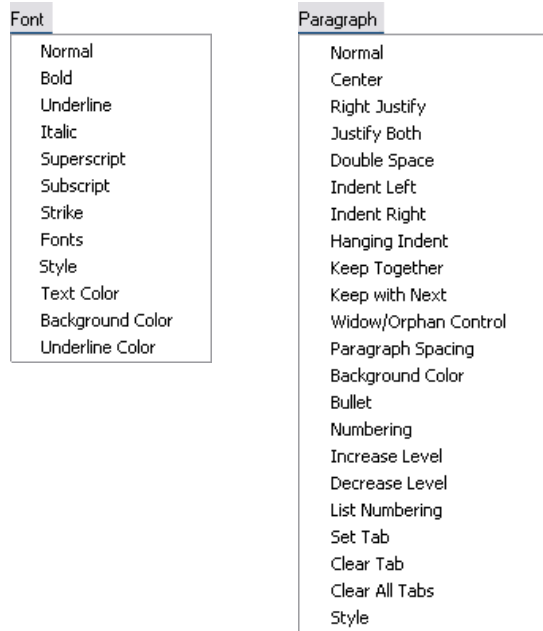 Font
Normal
Bold
Underline
Italic
Superscript
Subscript
Strike
Fonts
Style
Text Color
Background Color
Underline Color
Paragraph
Normal
Center
Right Justify
Justify Both
Double Space
Indent Left
Indent Right
Hanging Indent
Keep Together
Keep with Next
Widow/Orphan Control
Paragraph Spacing
Background Color
Bullet
Numbering
Increase Level
Decrease Level
List Numbering
Set Tab
Clear Tab
Clear All Tabs
Style